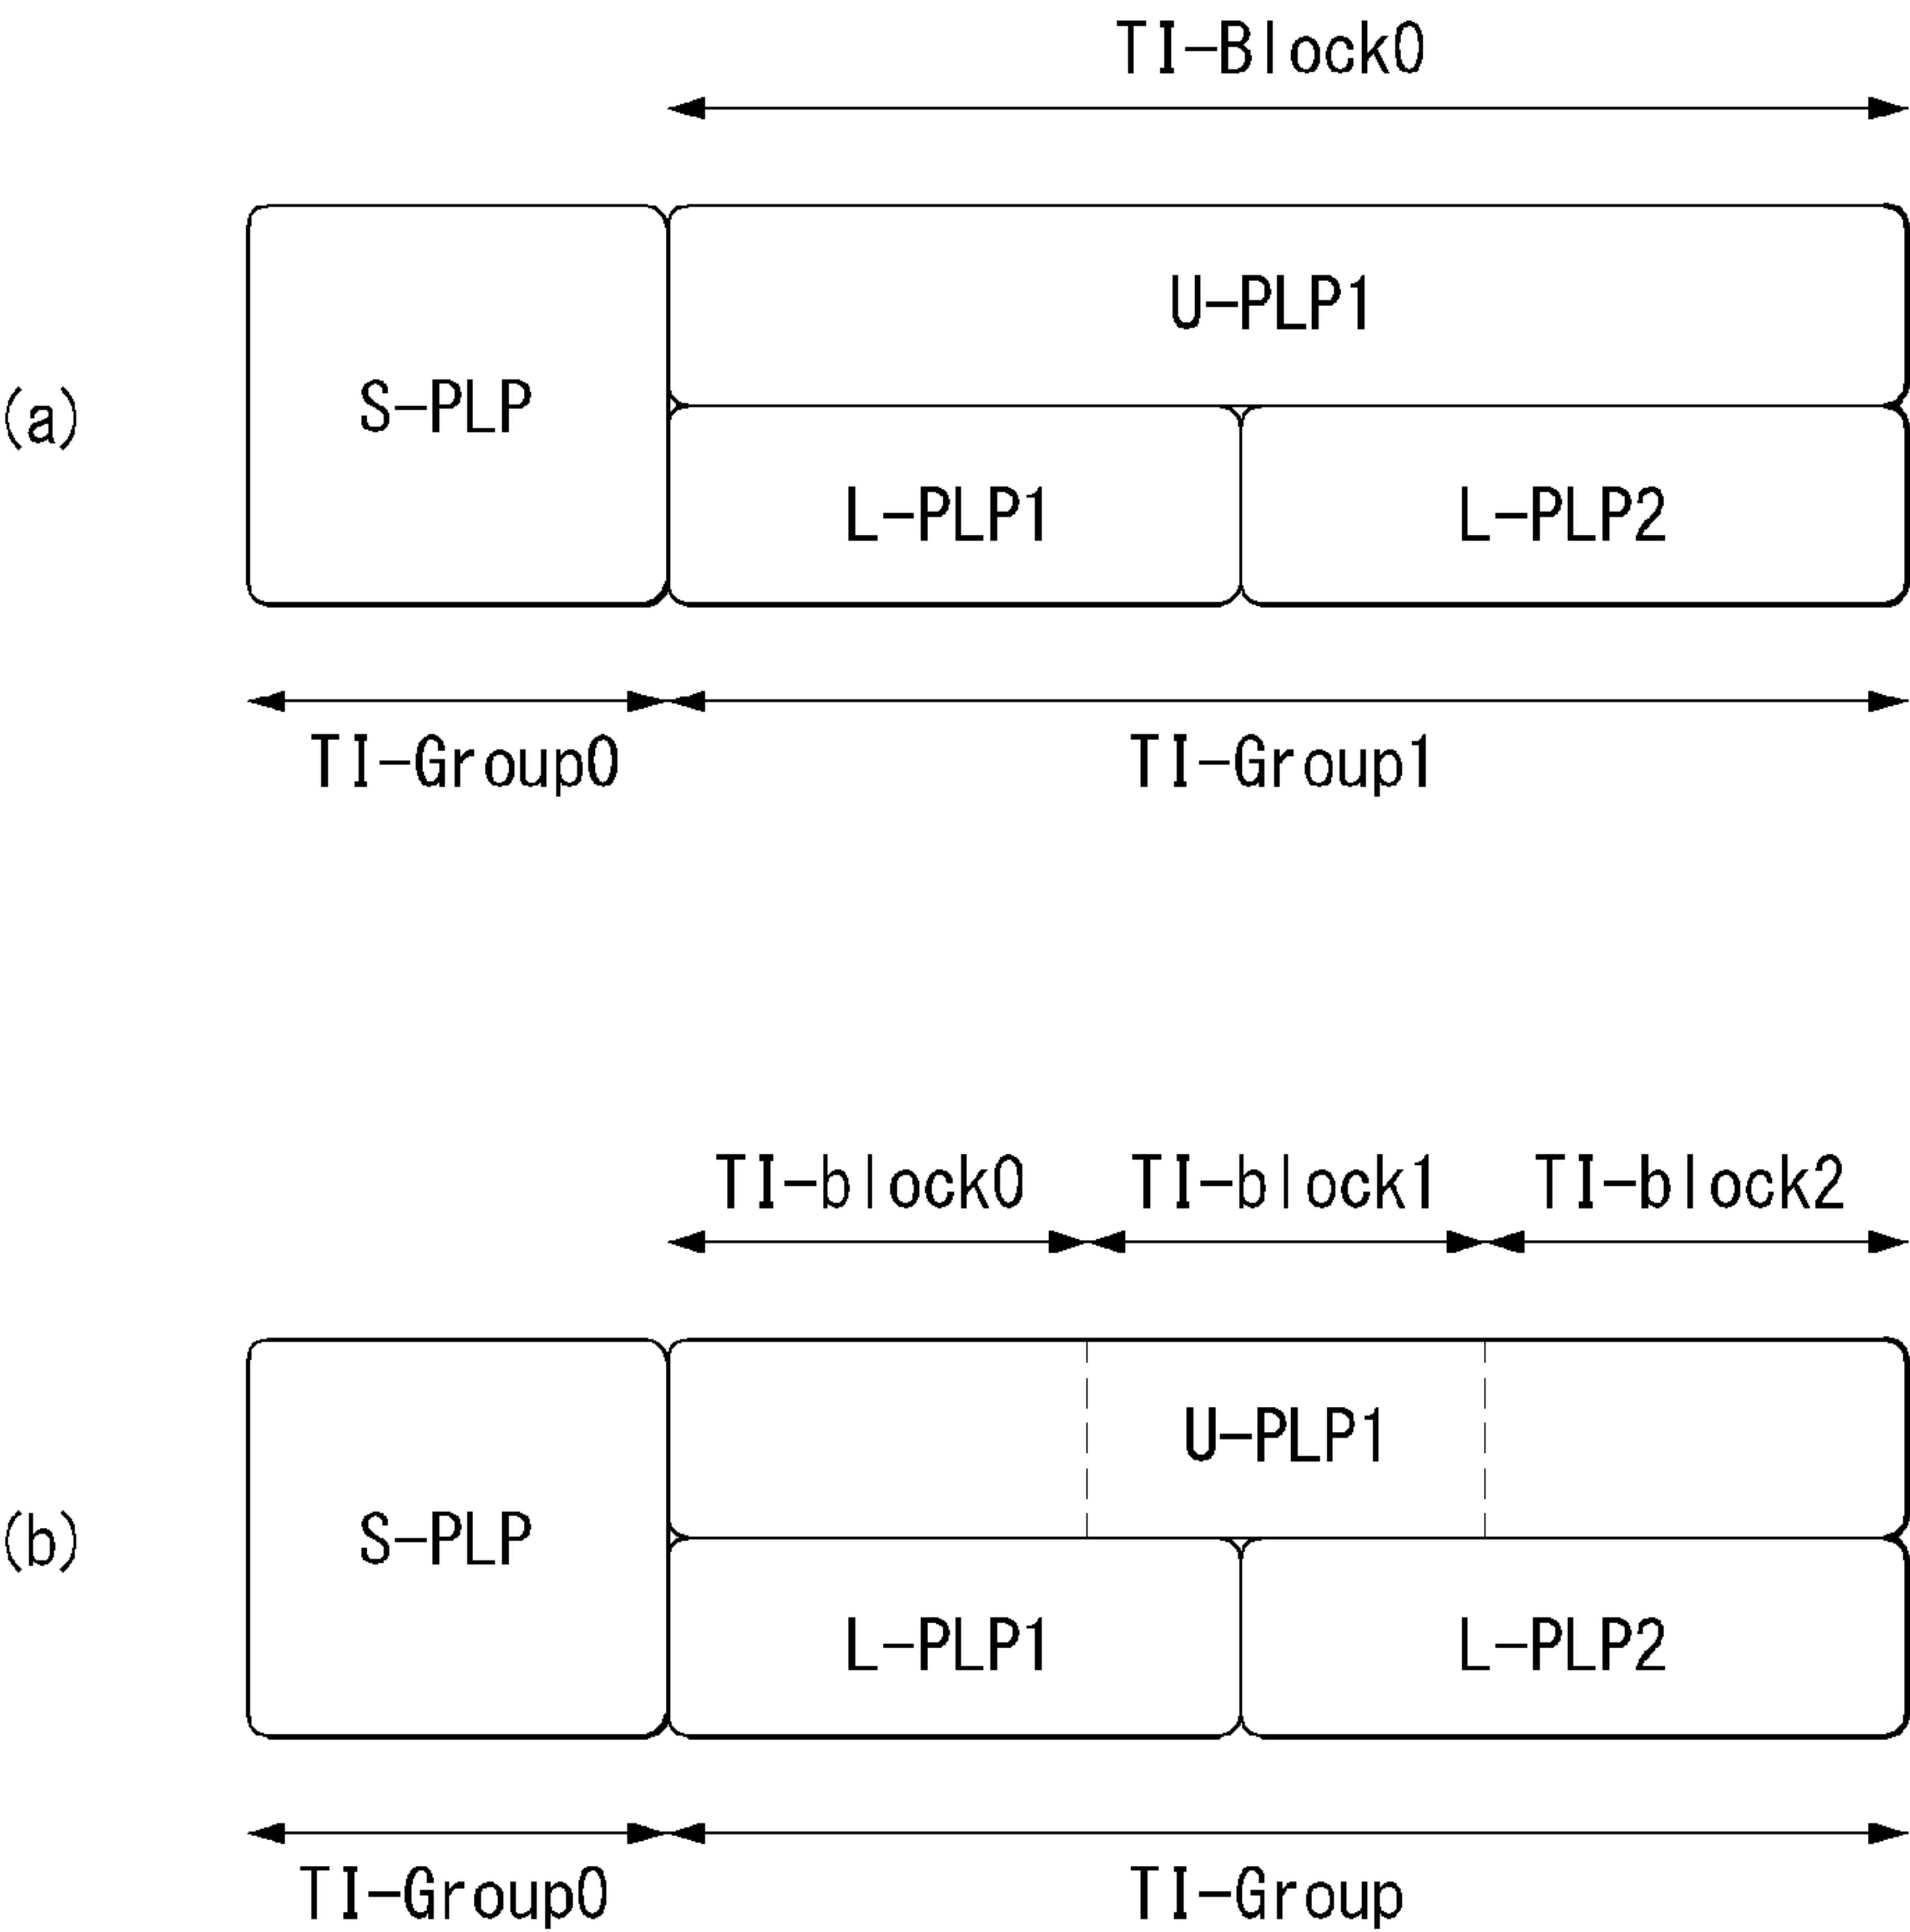 TI-Block0
U-PLP1
(a)
S-PLP
L-PLP1
L-PLP2
TI-Group0
TI-Group1
TI-block0
TI-block1
TI-block2
U-PLP1
(b)
S-PLP
L-PLP1
L-PLP2
TI-Group0
TI-Group